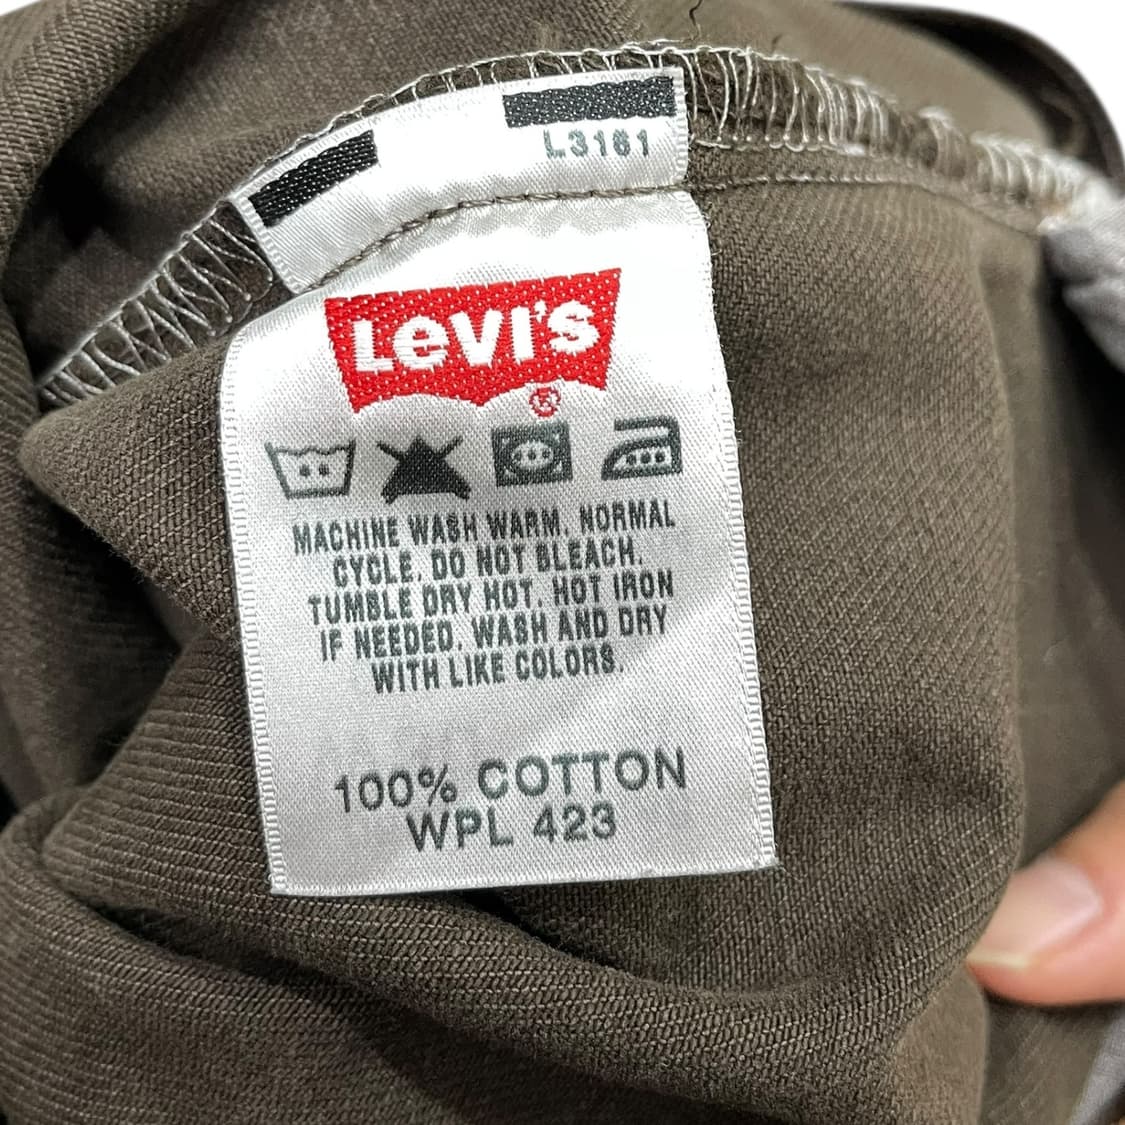 L3161
LEVI'S
®
MACHINE WASH WARM, NORMAL
CYCLE. DO NOT BLEACH.
TUMBLE DRY HOT. HOT IRON
IF NEEDED. WASH AND DRY
WITH LIKE COLORS.
100% COTTON
WPL 423